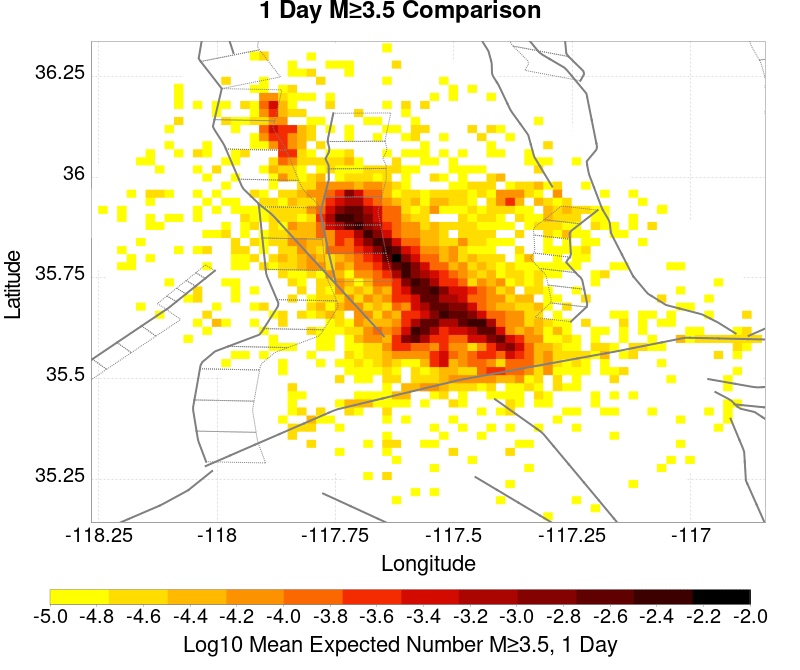 1 Day M≥3.5 Comparison
36.25
36
35.75
35.5
35.25
Latitude
-118.25 -118 -117.75 -117.5 -117.25 -117
Longitude
-5.0 -4.8 -4.6 -4.4 -4.2 -4.0 -3.8 -3.6 -3.4 -3.2 -3.0 -2.8 -2.6 -2.4 -2.2 -2.0
Log10 Mean Expected Number M≥3.5, 1 Day